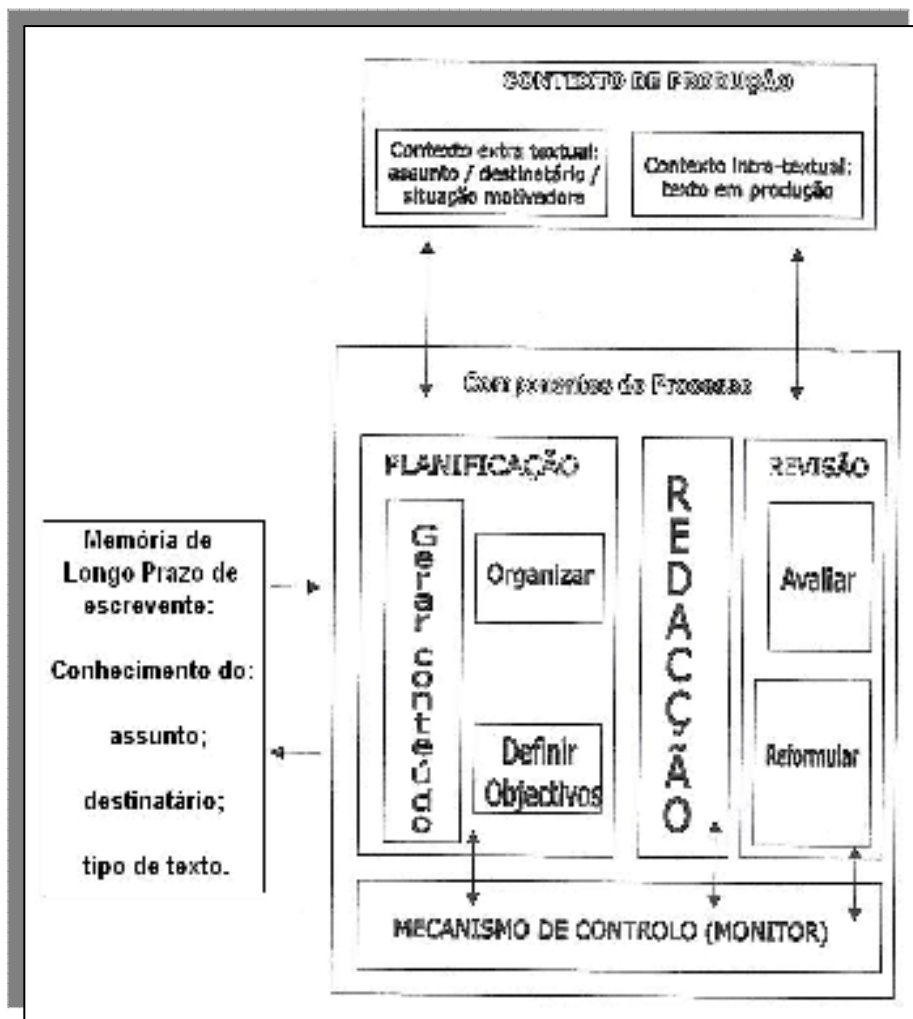 CONTEXTO DE PRODUÇÃO
Contexto extra textual:
assunto / destinatário /
situação motivadora
Contexto intra-textual:
texto em produção
Componentes do Processo
PLANIFICAÇÃO
Gerar conteúdo
Organizar
Definir
Objectivos
REDACÇÃO
REVISÃO
Avaliar
Reformular
MECANISMO DE CONTROLO (MONITOR)
Memória de
Longo Prazo de
escrevente:
Conhecimento do:
assunto;
destinatário;
tipo de texto.